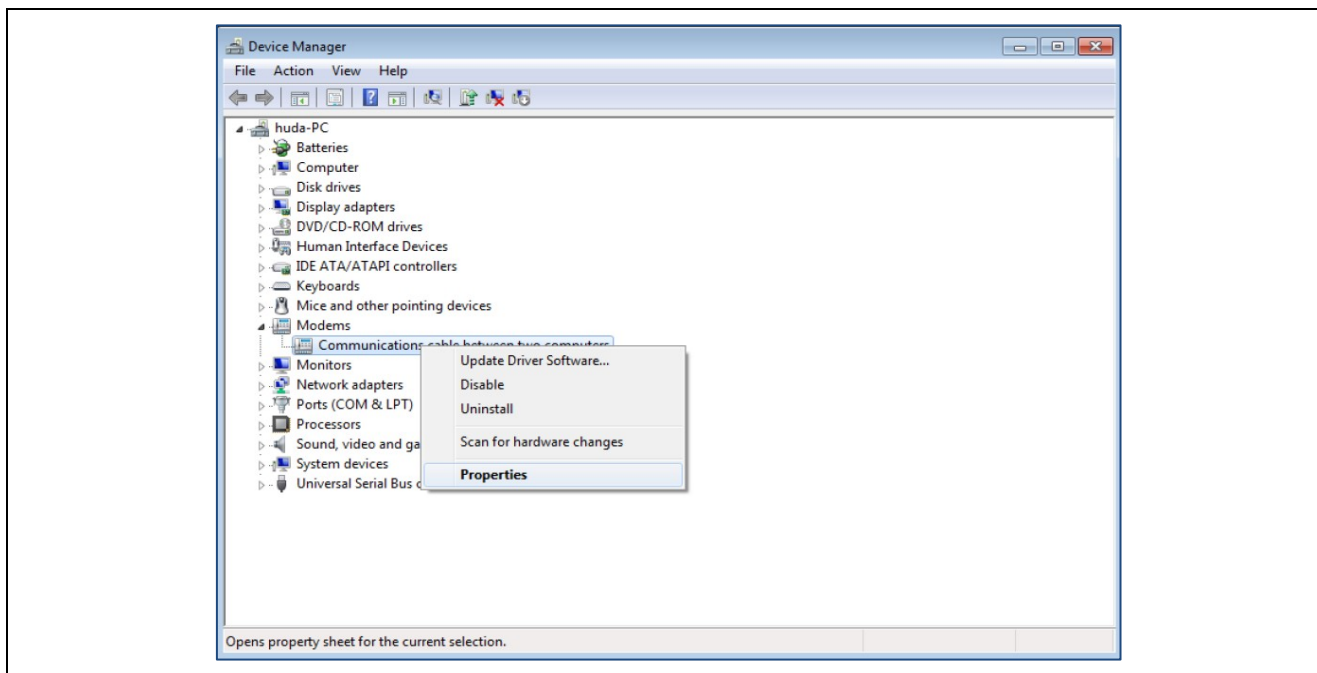 Device Manager
File Action View Help
huda-PC
Batteries
Computer
Disk drives
Display adapters
DVD/CD-ROM drives
Human Interface Devices
IDE ATA/ATAPI controllers
Keyboards
Mice and other pointing devices
Modems
Communications cable between two computers
Update Driver Software...
Monitors
Network adapters
Disable
Ports (COM & LPT)
Uninstall
Processors
Sound, video and ga
Scan for hardware changes
System devices
Properties
Universal Serial Bus c
Opens property sheet for the current selection.